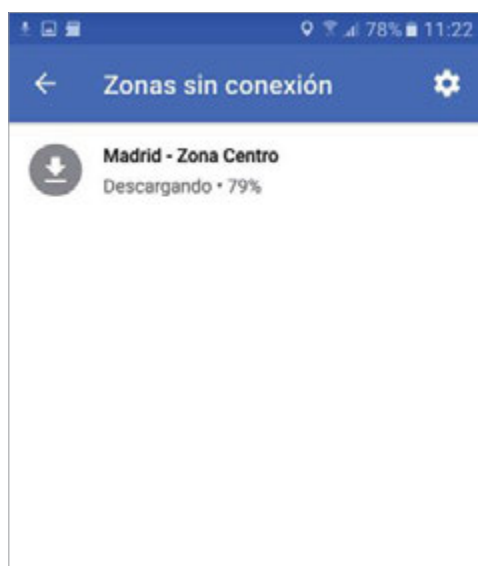 78% 11:22
Zonas sin conexión
Madrid - Zona Centro
Descargando • 79%